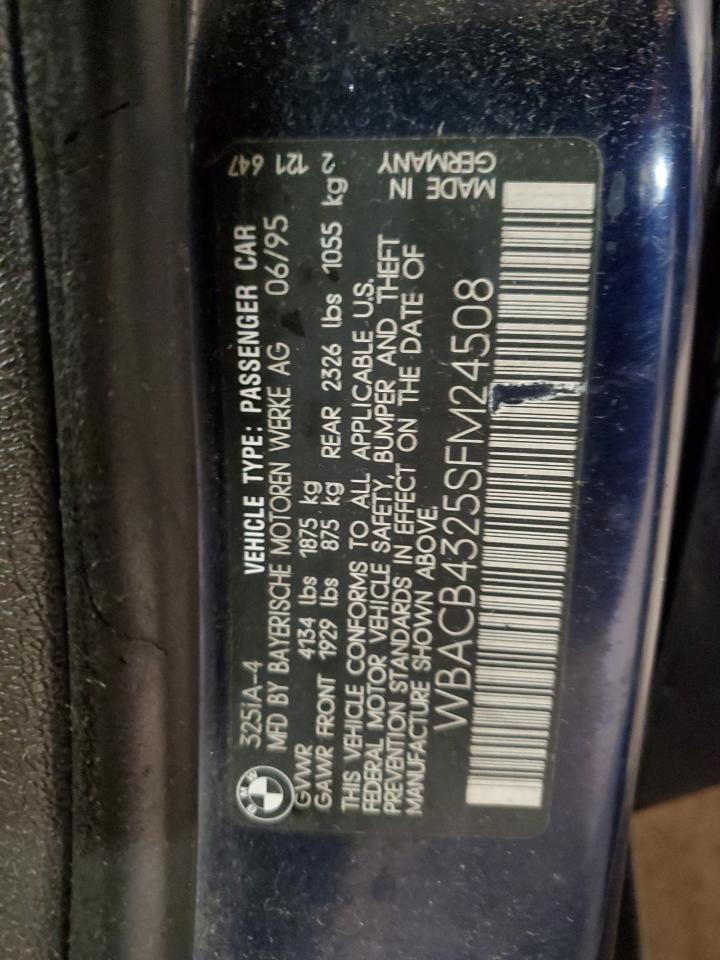 BMW
325iA-4
2 121 647
VEHICLE TYPE: PASSENGER CAR
MFD BY BAYERISCHE MOTOREN WERKE AG 06/95
GVWR 4134 lbs 1875 kg
GAWR FRONT 1929 lbs 875 kg REAR 2326 lbs 1055 kg
THIS VEHICLE CONFORMS TO ALL APPLICABLE U.S.
FEDERAL MOTOR VEHICLE SAFETY, BUMPER AND THEFT
PREVENTION STANDARDS IN EFFECT ON THE DATE OF
MANUFACTURE SHOWN ABOVE.
MADE IN
GERMANY
WBACB4325SFM24508